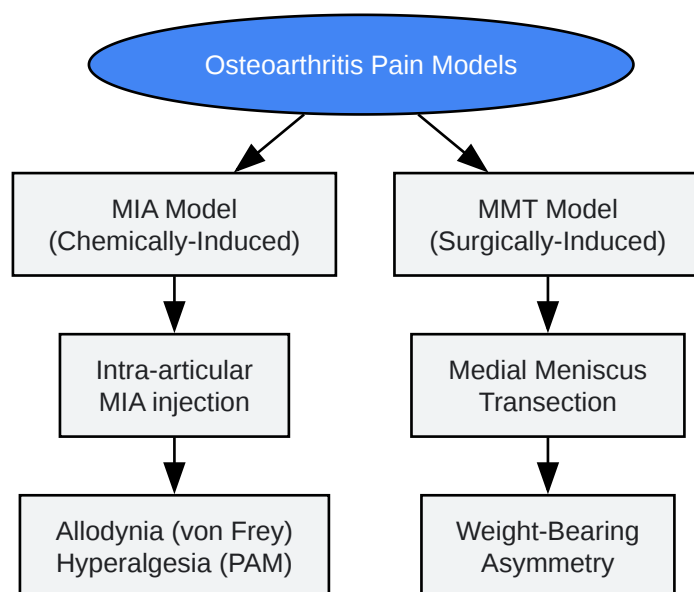 Osteoarthritis Pain Models
MIA Model
(Chemically-Induced)
MMT Model
(Surgically-Induced)
Intra-articular
MIA injection
Medial Meniscus
Transection
Allodynia (von Frey)
Hyperalgesia (PAM)
Weight-Bearing
Asymmetry